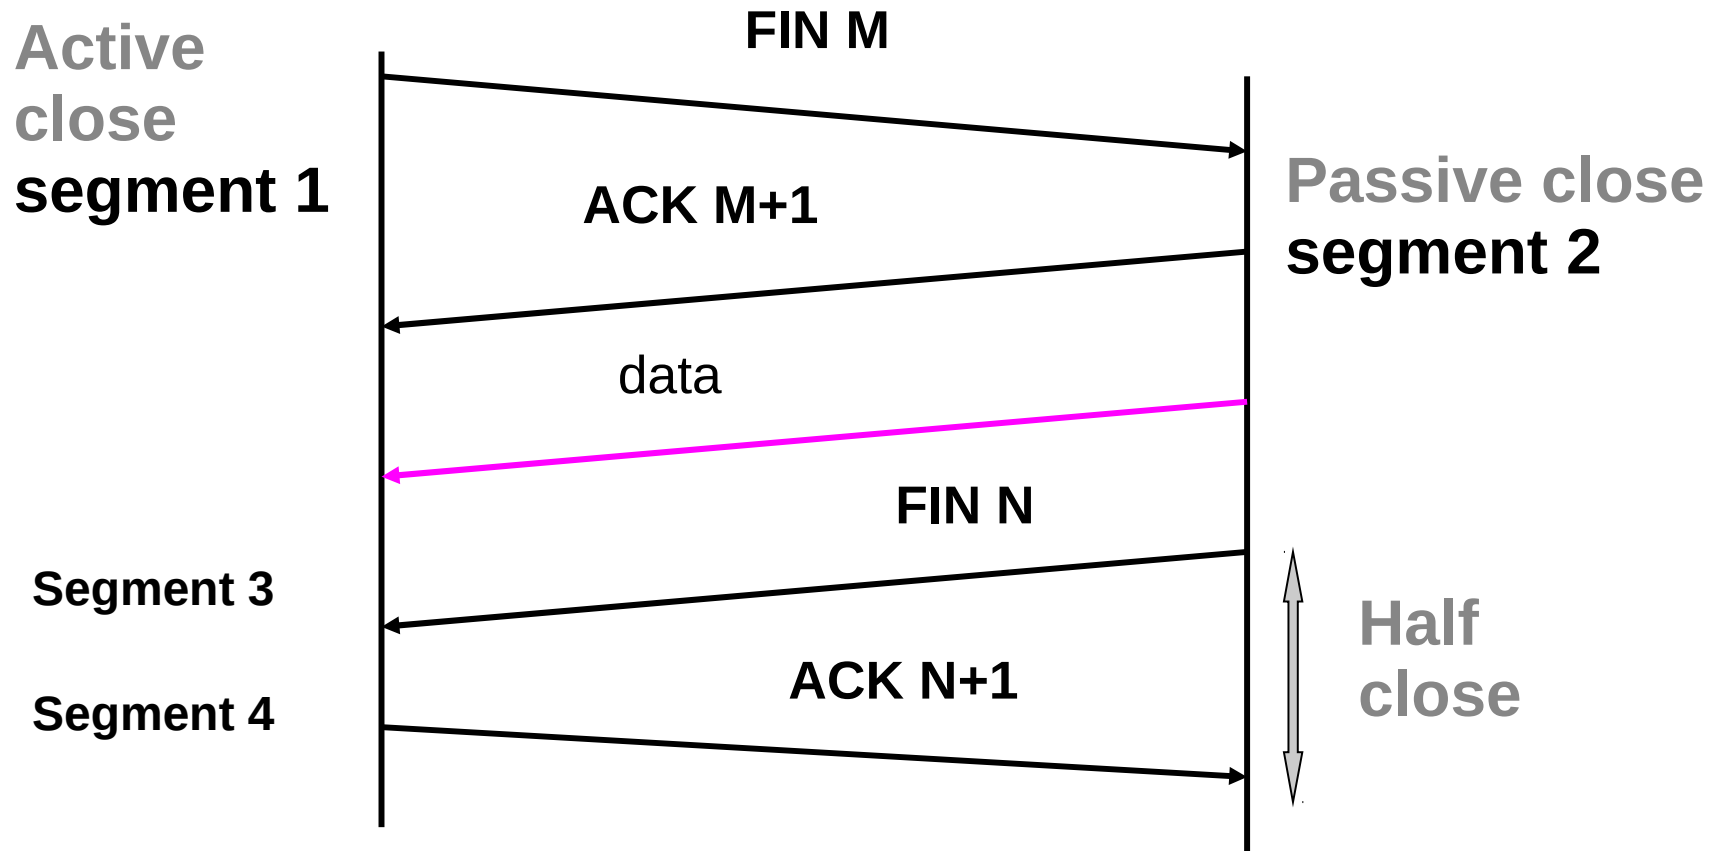 FIN M
Active
close
segment 1
ACK M+1
Passive close
segment 2
data
FIN N
Segment 3
Half
close
ACK N+1
Segment 4